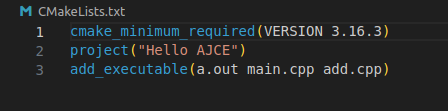 CMakeLists.txt
1 cmake_minimum_required(VERSION 3.16.3)
2 project("Hello AJCE")
3 add_executable(a.out main.cpp add.cpp)